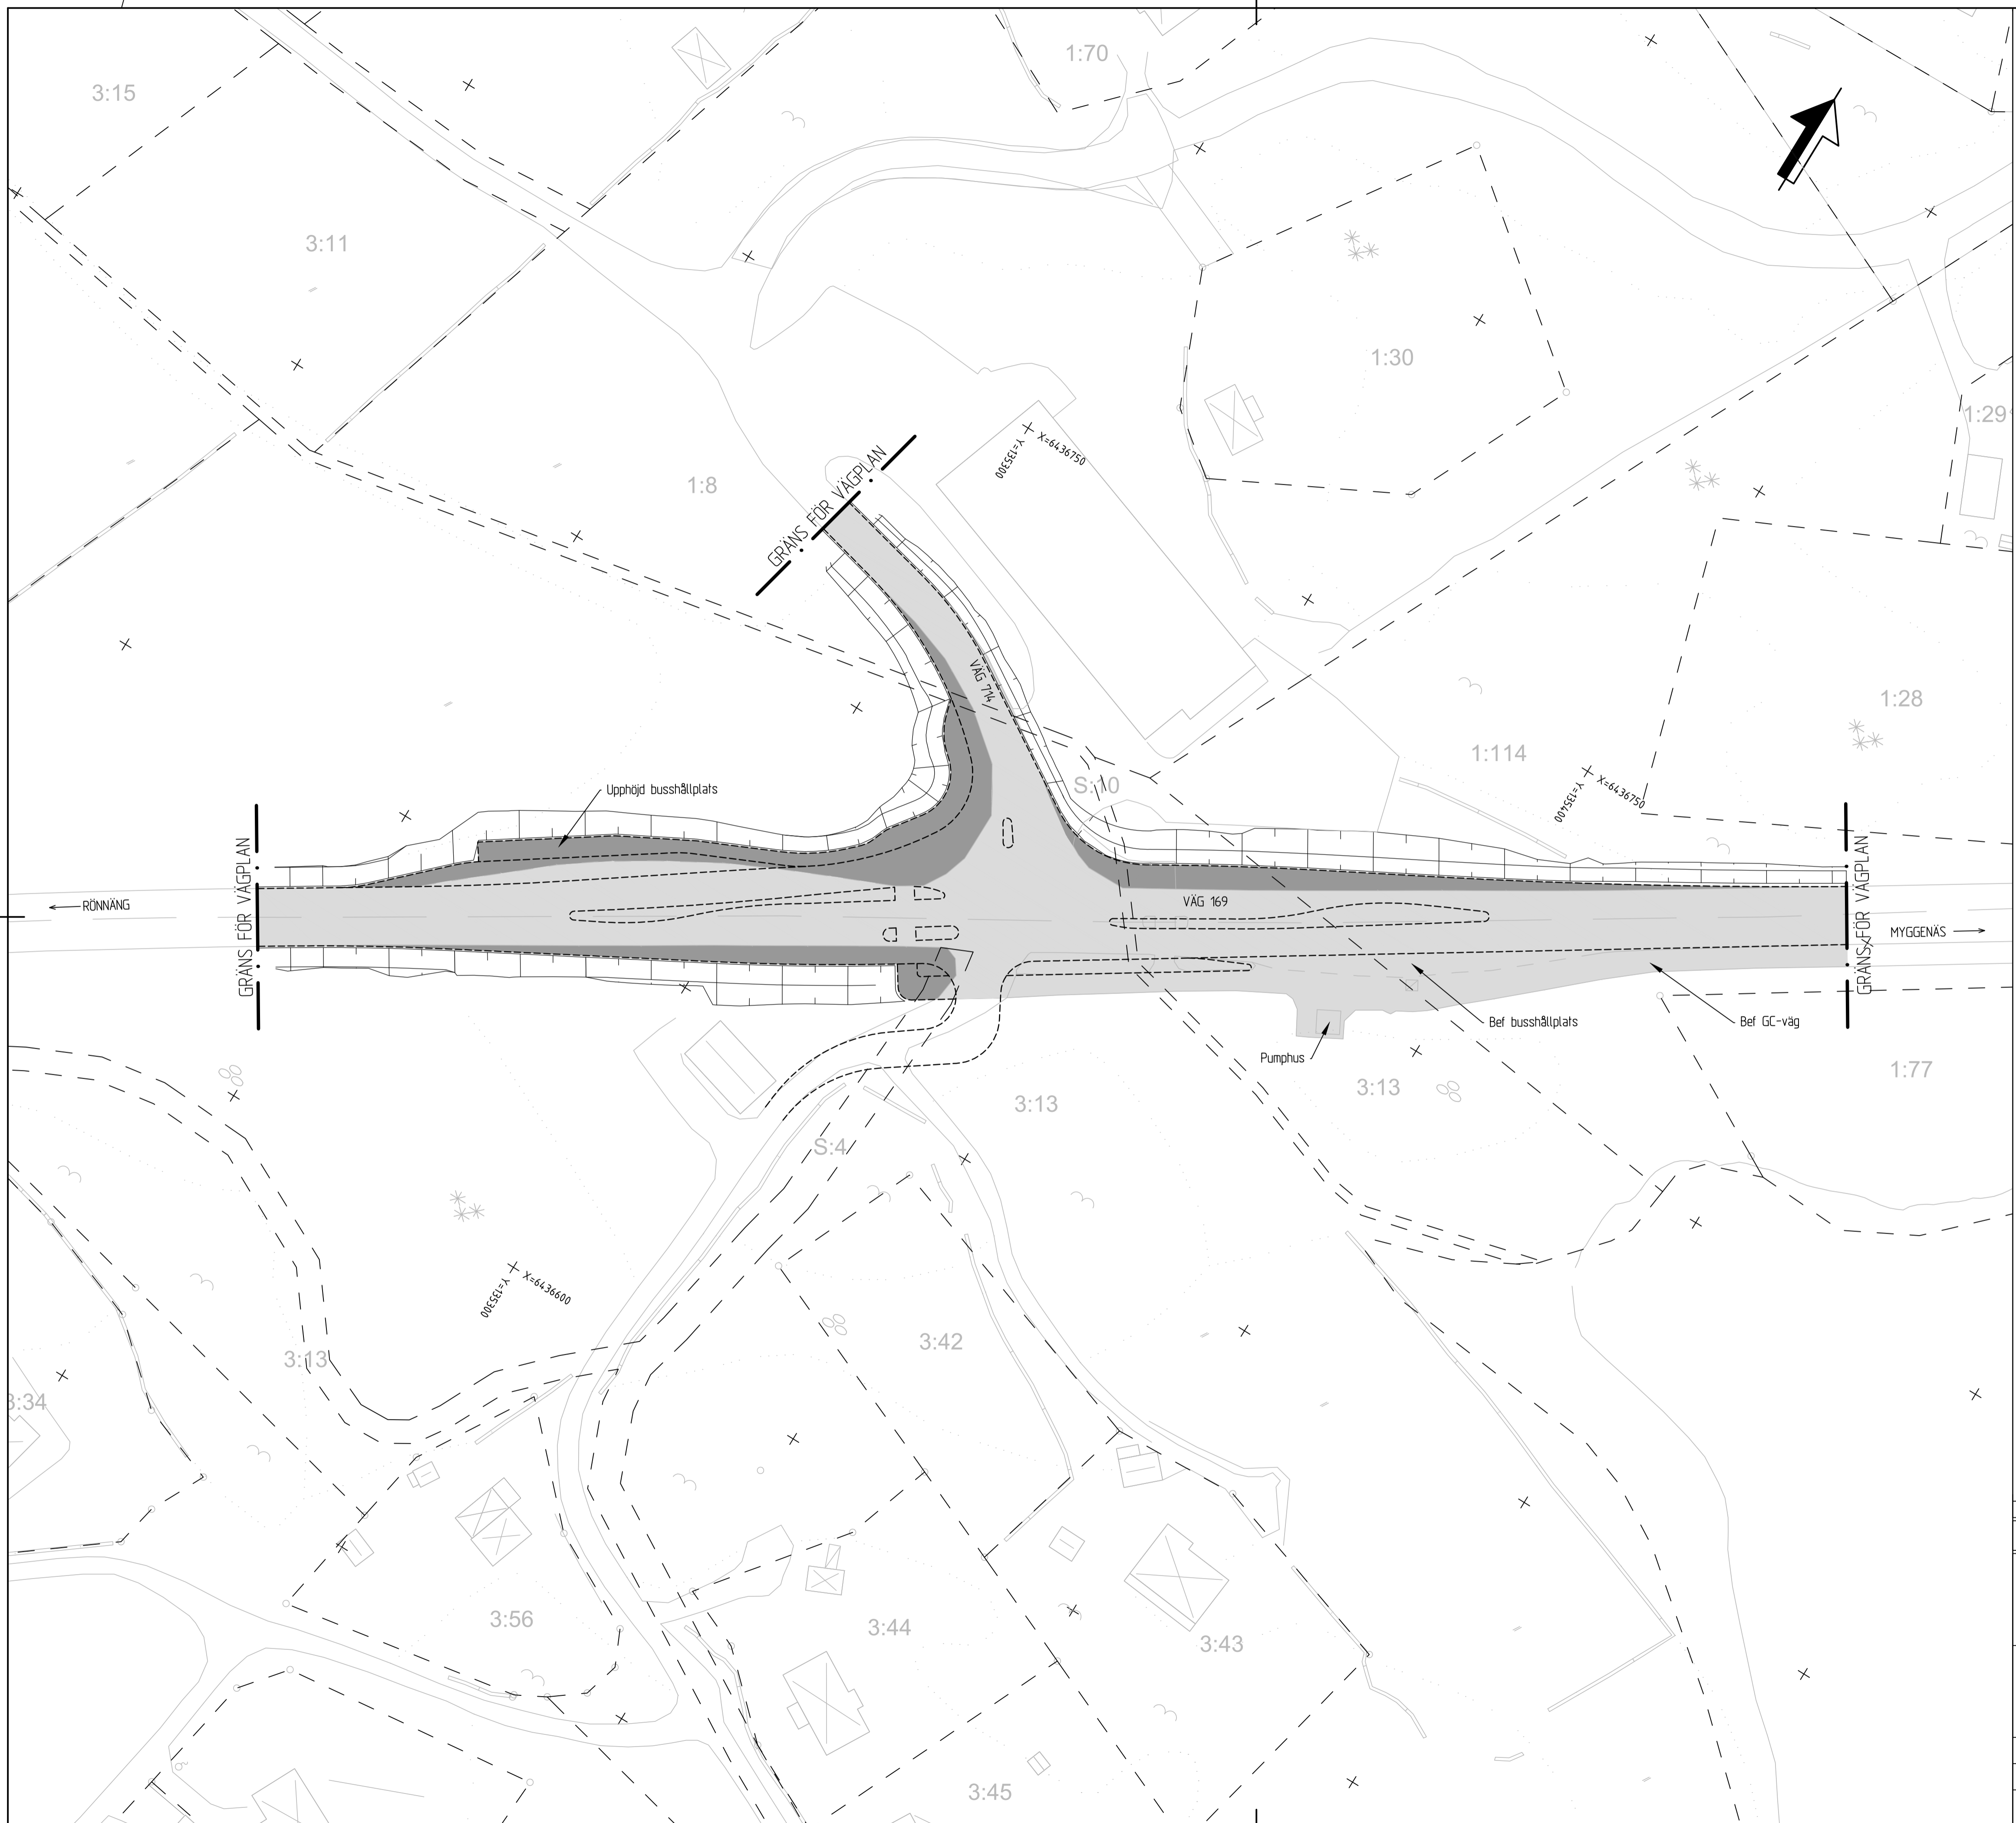 1:70
3:15
3:11
1:30
1:29
X=6436750
Y=135300
GRÄNS FÖR VÄGPLAN
1:8
VÄG 714
1:28
1:114
S:10
X=6436750
Upphöjd busshållplats
GRÄNS FÖR VÄGPLAN
GRÄNS FÖR VÄGPLAN
RÖNNÄNG
VÄG 169
MYGGENÄS
Bef busshållplats
Bef GC-väg
Pumphus
1:77
3:13
3:13
S:4
X=6436600
Y=135300
3:42
3:13
3:34
3:56
3:44
3:43
3:45